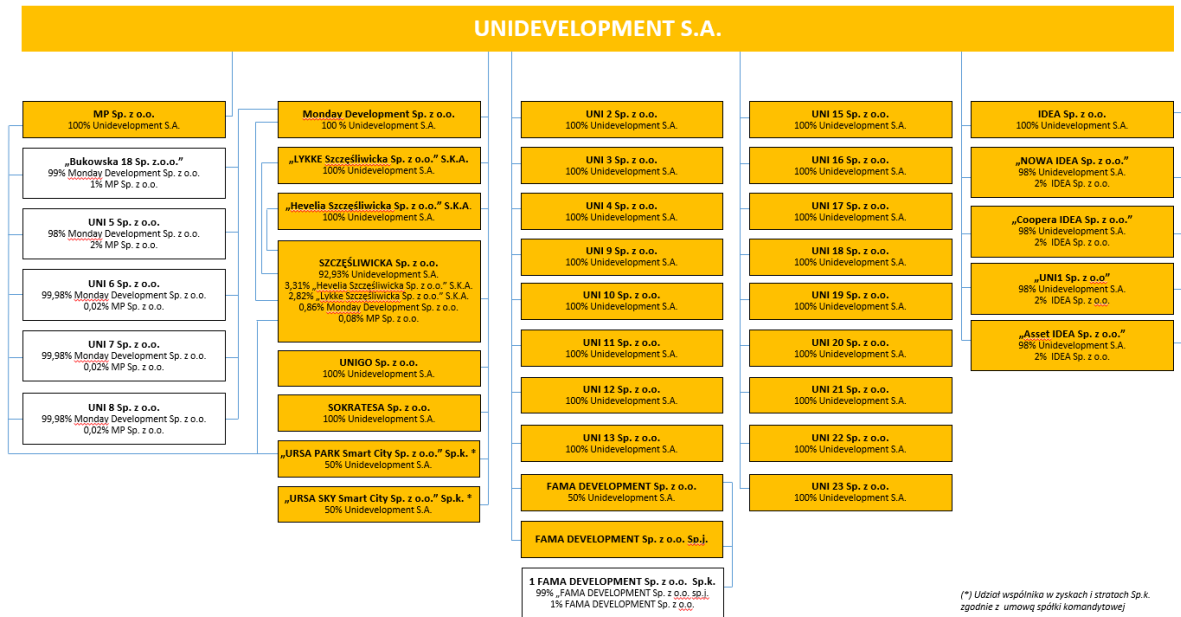 UNIDEVELOPMENT S.A.
MP Sp. z o.o.
100% Unidevelopment S.A.
„Bukowska 18 Sp. z.o.o.”
99% Monday Development Sp. z o.o.
1% MP Sp. z o.o.
UNI 5 Sp. z o.o.
98% Monday Development Sp. z o.o.
2% MP Sp. z o.o.
UNI 6 Sp. z o.o.
99,98% Monday Development Sp. z o.o.
0,02% MP Sp. z o.o.
UNI 7 Sp. z o.o.
99,98% Monday Development Sp. z o.o.
0,02% MP Sp. z o.o.
UNI 8 Sp. z o.o.
99,98% Monday Development Sp. z o.o.
0,02% MP Sp. z o.o.
Monday Development Sp. z o.o.
100 % Unidevelopment S.A.
„LYKKE Szczęśliwicka Sp. z o.o.” S.K.A.
100% Unidevelopment S.A.
„Hevelia Szczęśliwicka Sp. z o.o.” S.K.A.
100% Unidevelopment S.A.
SZCZĘŚLIWICKA Sp. z o.o.
92,93% Unidevelopment S.A.
3,31% „Hevelia Szczęśliwicka Sp. z o.o.” S.K.A.
2,82% „Lykke Szczęśliwicka Sp. z o.o.” S.K.A.
0,86% Monday Development Sp. z o.o.
0,08% MP Sp. z o.o.
UNIGO Sp. z o.o.
100% Unidevelopment S.A.
SOKRATESA Sp. z o.o.
100% Unidevelopment S.A.
„URSA PARK Smart City Sp. z o.o.” Sp.k. *
50% Unidevelopment S.A.
„URSA SKY Smart City Sp. z o.o.” Sp.k. *
50% Unidevelopment S.A.
UNI 2 Sp. z o.o.
100% Unidevelopment S.A.
UNI 3 Sp. z o.o.
100% Unidevelopment S.A.
UNI 4 Sp. z o.o.
100% Unidevelopment S.A.
UNI 9 Sp. z o.o.
100% Unidevelopment S.A.
UNI 10 Sp. z o.o.
100% Unidevelopment S.A.
UNI 11 Sp. z o.o.
100% Unidevelopment S.A.
UNI 12 Sp. z o.o.
100% Unidevelopment S.A.
UNI 13 Sp. z o.o.
100% Unidevelopment S.A.
FAMA DEVELOPMENT Sp. z o.o.
50% Unidevelopment S.A.
FAMA DEVELOPMENT Sp. z o.o. Sp.j.
1 FAMA DEVELOPMENT Sp. z o.o. Sp.k.
99% „FAMA DEVELOPMENT Sp. z o.o. sp.j.
1% FAMA DEVELOPMENT Sp. z o.o.
UNI 15 Sp. z o.o.
100% Unidevelopment S.A.
UNI 16 Sp. z o.o.
100% Unidevelopment S.A.
UNI 17 Sp. z o.o.
100% Unidevelopment S.A.
UNI 18 Sp. z o.o.
100% Unidevelopment S.A.
UNI 19 Sp. z o.o.
100% Unidevelopment S.A.
UNI 20 Sp. z o.o.
100% Unidevelopment S.A.
UNI 21 Sp. z o.o.
100% Unidevelopment S.A.
UNI 22 Sp. z o.o.
100% Unidevelopment S.A.
UNI 23 Sp. z o.o.
100% Unidevelopment S.A.
IDEA Sp. z o.o.
100% Unidevelopment S.A.
„NOWA IDEA Sp. z o.o.”
98% Unidevelopment S.A.
2% IDEA Sp. z o.o.
„Coopera IDEA Sp. z o.o.”
98% Unidevelopment S.A.
2% IDEA Sp. z o.o.
„UNI1 Sp. z o.o”
98% Unidevelopment S.A.
2% IDEA Sp. z o.o.
„Asset IDEA Sp. z o.o.”
98% Unidevelopment S.A.
2% IDEA Sp. z o.o.
(*) Udział wspólnika w zyskach i stratach Sp.k.
zgodnie z umową spółki komandytowej